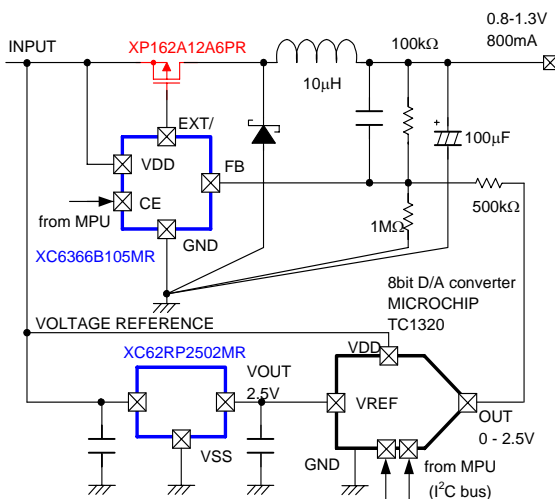 INPUT
XP162A12A6PR
0.8-1.3V
800mA
100kΩ
10μH
EXT/
VDD
FB
+
100μF
CE
from MPU
GND
1MΩ
500kΩ
XC6366B105MR
8bit D/A converter
MICROCHIP
TC1320
VOLTAGE REFERENCE
VDD
XC62RP2502MR
VOUT
2.5V
VREF
OUT
0 - 2.5V
VSS
GND
from MPU
(I²C bus)